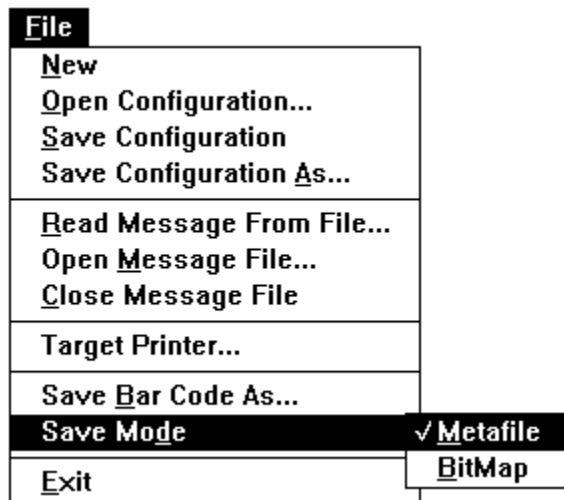 File
New
Open Configuration...
Save Configuration
Save Configuration As...
Read Message From File...
Open Message File...
Close Message File
Target Printer...
Save Bar Code As...
Save Mode
√ Metafile
BitMap
Exit